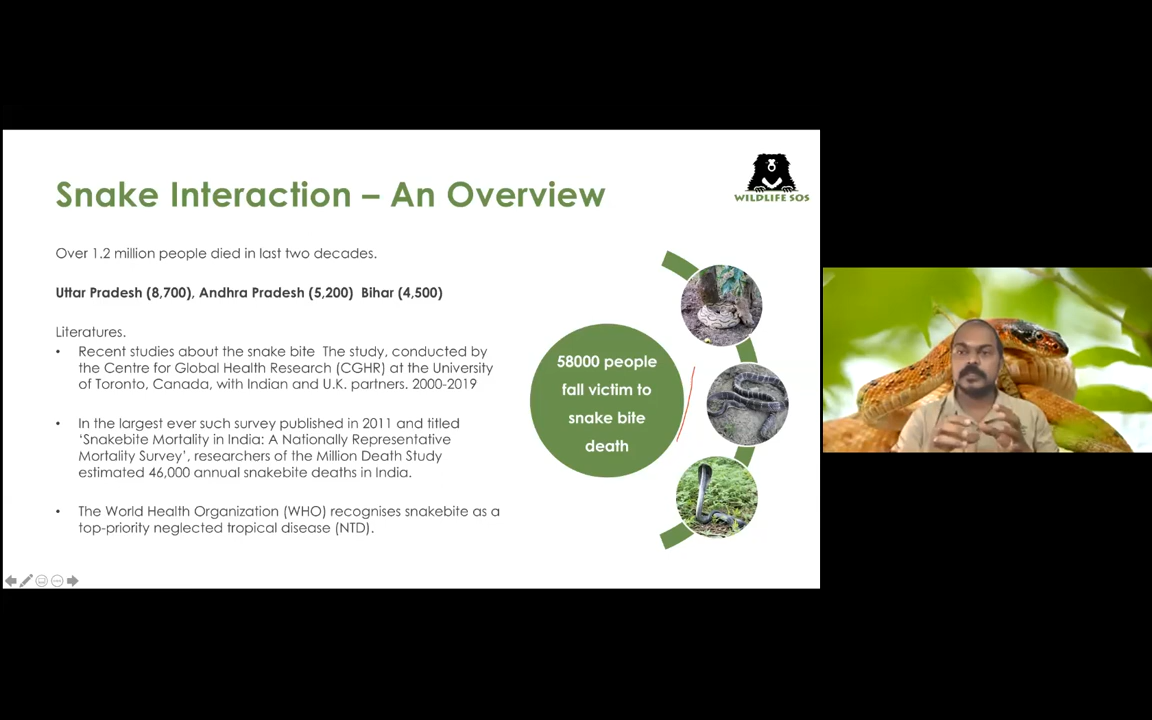 Snake Interaction – An Overview
WILDLIFE SOS
Over 1.2 million people died in last two decades.
Uttar Pradesh (8,700), Andhra Pradesh (5,200)  Bihar (4,500)
Literatures.
• Recent studies about the snake bite  The study, conducted by
the Centre for Global Health Research (CGHR) at the University
of Toronto, Canada, with Indian and U.K. partners. 2000-2019
• In the largest ever such survey published in 2011 and titled
‘Snakebite Mortality in India: A Nationally Representative
Mortality Survey’, researchers of the Million Death Study
estimated 46,000 annual snakebite deaths in India.
• The World Health Organization (WHO) recognises snakebite as a
top-priority neglected tropical disease (NTD).
58000 people
fall victim to
snake bite
death